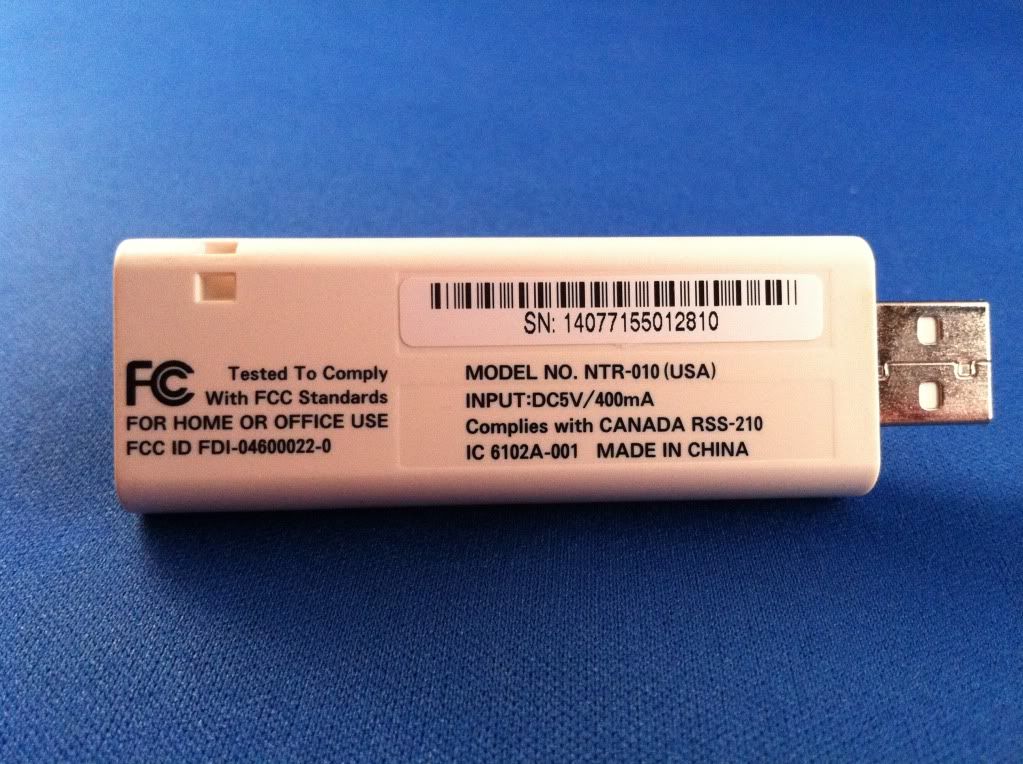 SN: 14077155012810
FC Tested To Comply
With FCC Standards
FOR HOME OR OFFICE USE
FCC ID FDI-04600022-0
MODEL NO. NTR-010 (USA)
INPUT:DC5V/400mA
Complies with CANADA RSS-210
IC 6102A-001 MADE IN CHINA